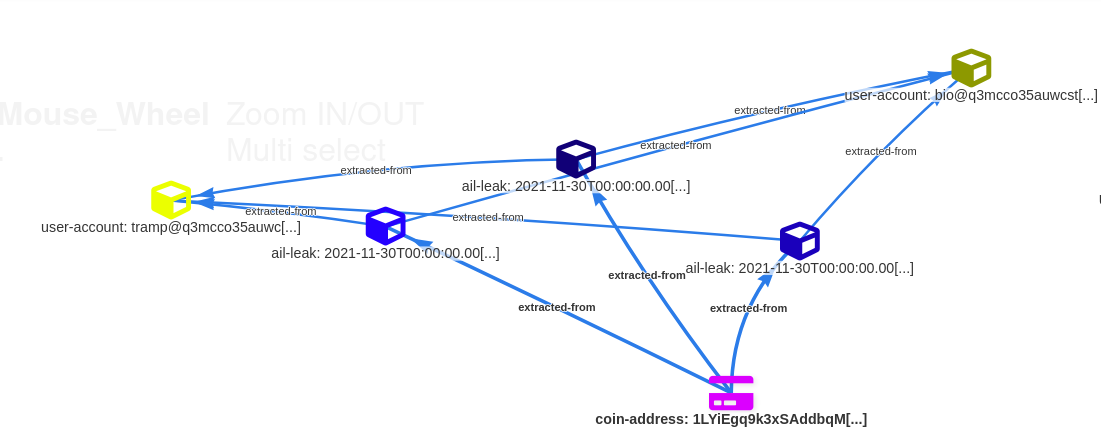 user-account: bio@q3mcco35auwcst[...]
Mouse_Wheel Zoom IN/OUT
extracted-from
Multi select
extracted-from
extracted-from
extracted-from
ail-leak: 2021-11-30T00:00:00.00[...]
extracted-from
extracted-from
user-account: tramp@q3mcco35auwc[...]
ail-leak: 2021-11-30T00:00:00.00[...]
ail-leak: 2021-11-30T00:00:00.00[...]
extracted-from
extracted-from
extracted-from
coin-address: 1LYiEgq9k3xSAddbqM[...]